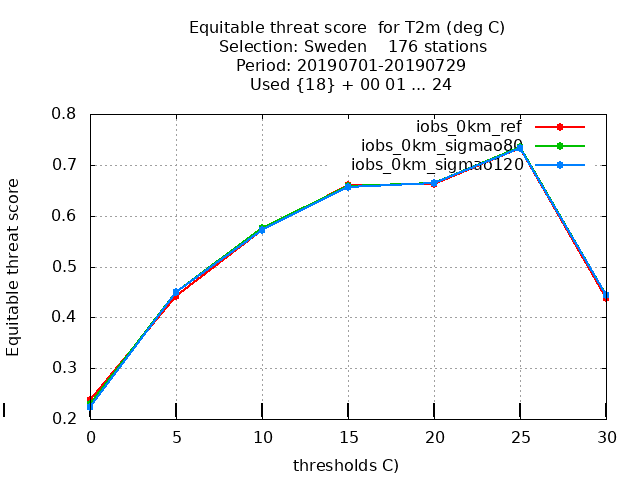 Equitable threat score for T2m (deg C)
Selection: Sweden 176 stations
Period: 20190701-20190729
Used {18} + 00 01 ... 24
iobs_0km_ref
iobs_0km_sigmao80
iobs_0km_sigmao120
Equitable threat score
0.8
0.7
0.6
0.5
0.4
0.3
0.2
0 5 10 15 20 25 30
thresholds C)